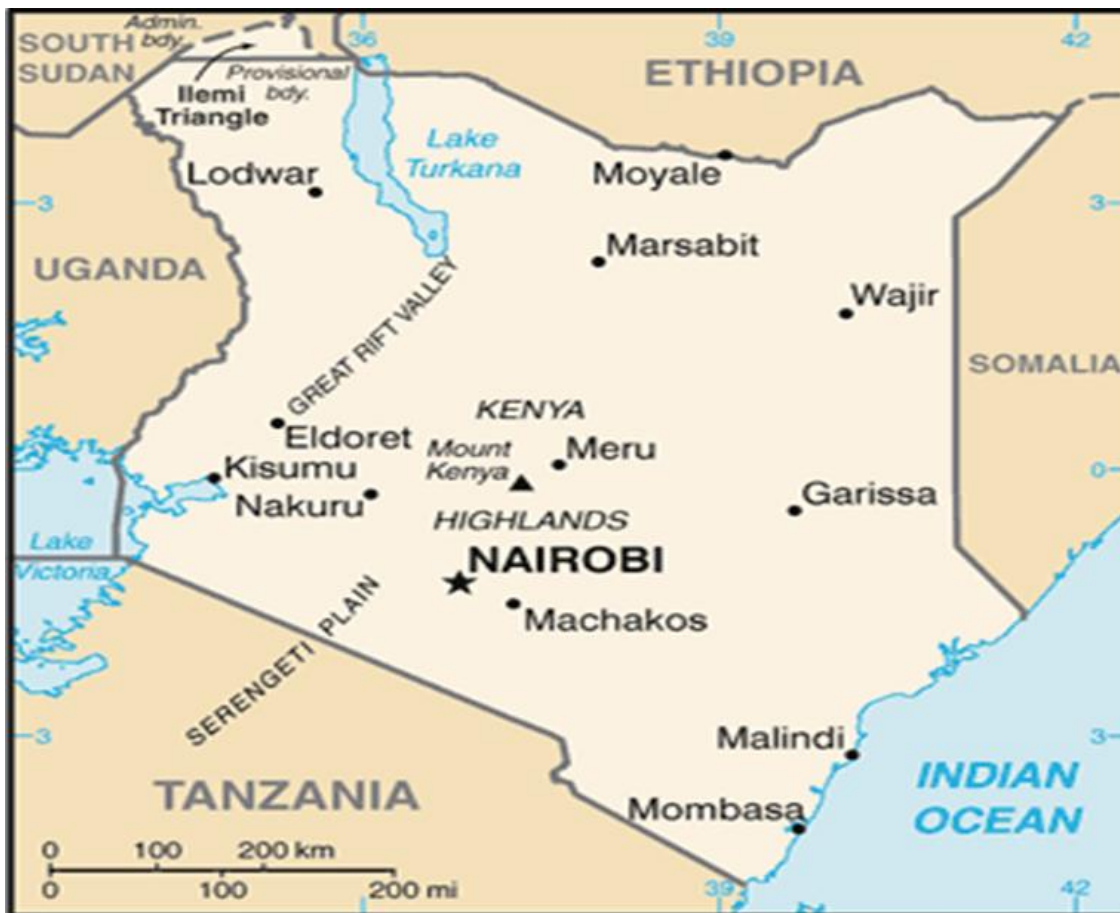 Admin.
bdy.
36
39
42
SOUTH
SUDAN
Provisional
bdy.
ETHIOPIA
Ilemi
Triangle
Lake
Turkana
Lodwar
Moyale
3
3
Marsabit
UGANDA
Wajir
GREAT RIFT VALLEY
SOMALIA
KENYA
Eldoret
Mount
Kenya
Meru
Kisumu
0
Nakuru
Garissa
HIGHLANDS
Lake
Victoria
NAIROBI
Machakos
SERENGETI PLAIN
3
Malindi
3
INDIAN
OCEAN
TANZANIA
Mombasa
0 100 200 km
0 100 200 mi
39
42